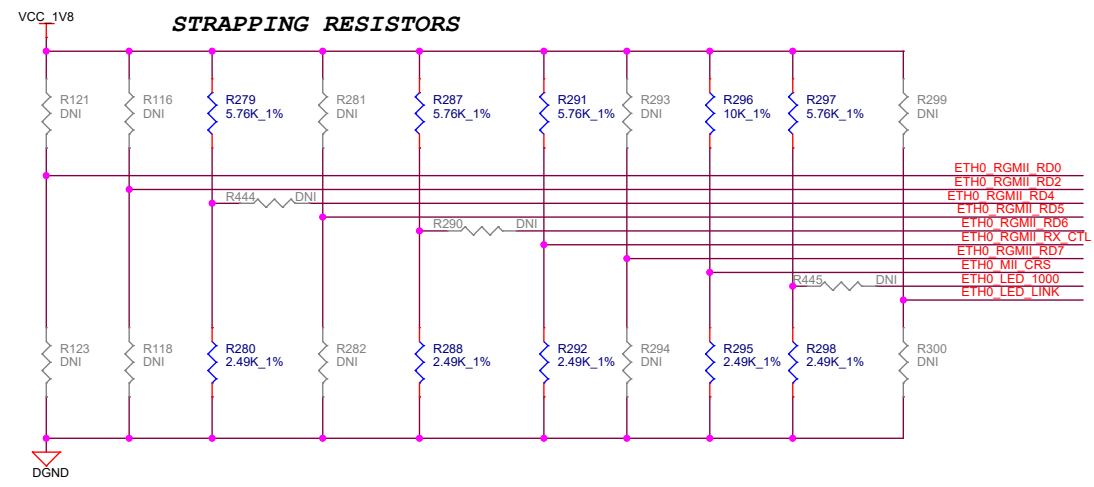 VCC_1V8
STRAPPING RESISTORS
R121
DNI
R116
DNI
R279
5.76K_1%
R281
DNI
R287
5.76K_1%
R291
5.76K_1%
R293
DNI
R296
10K_1%
R297
5.76K_1%
R299
DNI
ETH0_RGMII_RD0
ETH0_RGMII_RD2
R444 DNI ETH0_RGMII_RD4
ETH0_RGMII_RD5
R290 DNI ETH0_RGMII_RD6
ETH0_RGMII_RX_CTL
ETH0_RGMII_RD7
ETH0_MII_CRS
R445 DNI ETH0_LED_1000
ETH0_LED_LINK
R123
DNI
R118
DNI
R280
2.49K_1%
R282
DNI
R288
2.49K_1%
R292
2.49K_1%
R294
DNI
R295
2.49K_1%
R298
2.49K_1%
R300
DNI
DGND